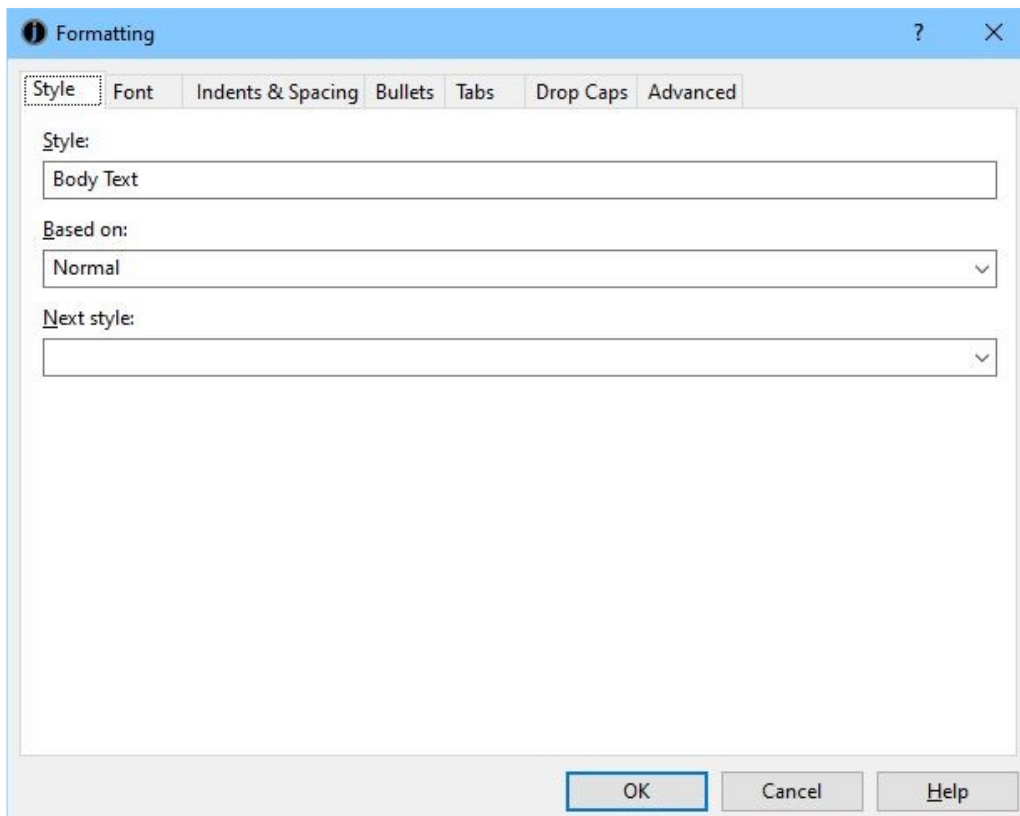 Formatting ?
Style Font Indents & Spacing Bullets Tabs Drop Caps Advanced
Style:
Body Text
Based on:
Normal
Next style:
OK Cancel Help